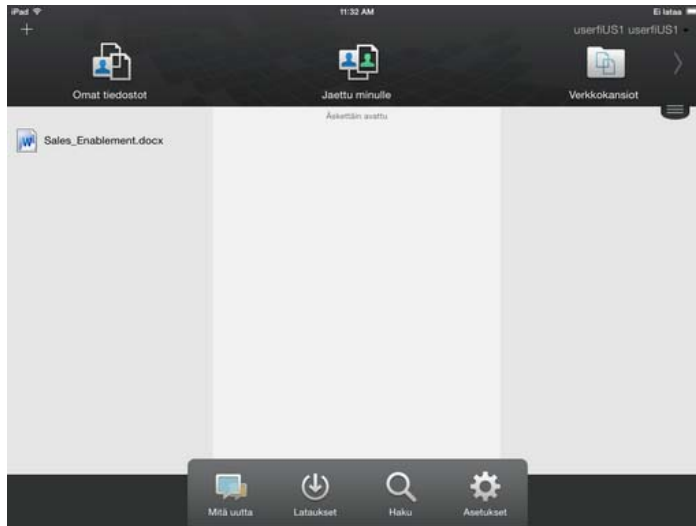 iPad 11:32 AM Ei lataa
+ userfiUS1 userfiUS1
Omat tiedostot Jaettu minulle Verkkokansiot
Äskettäin avattu
Sales_Enablement.docx
Mitä uutta Lataukset Haku Asetukset